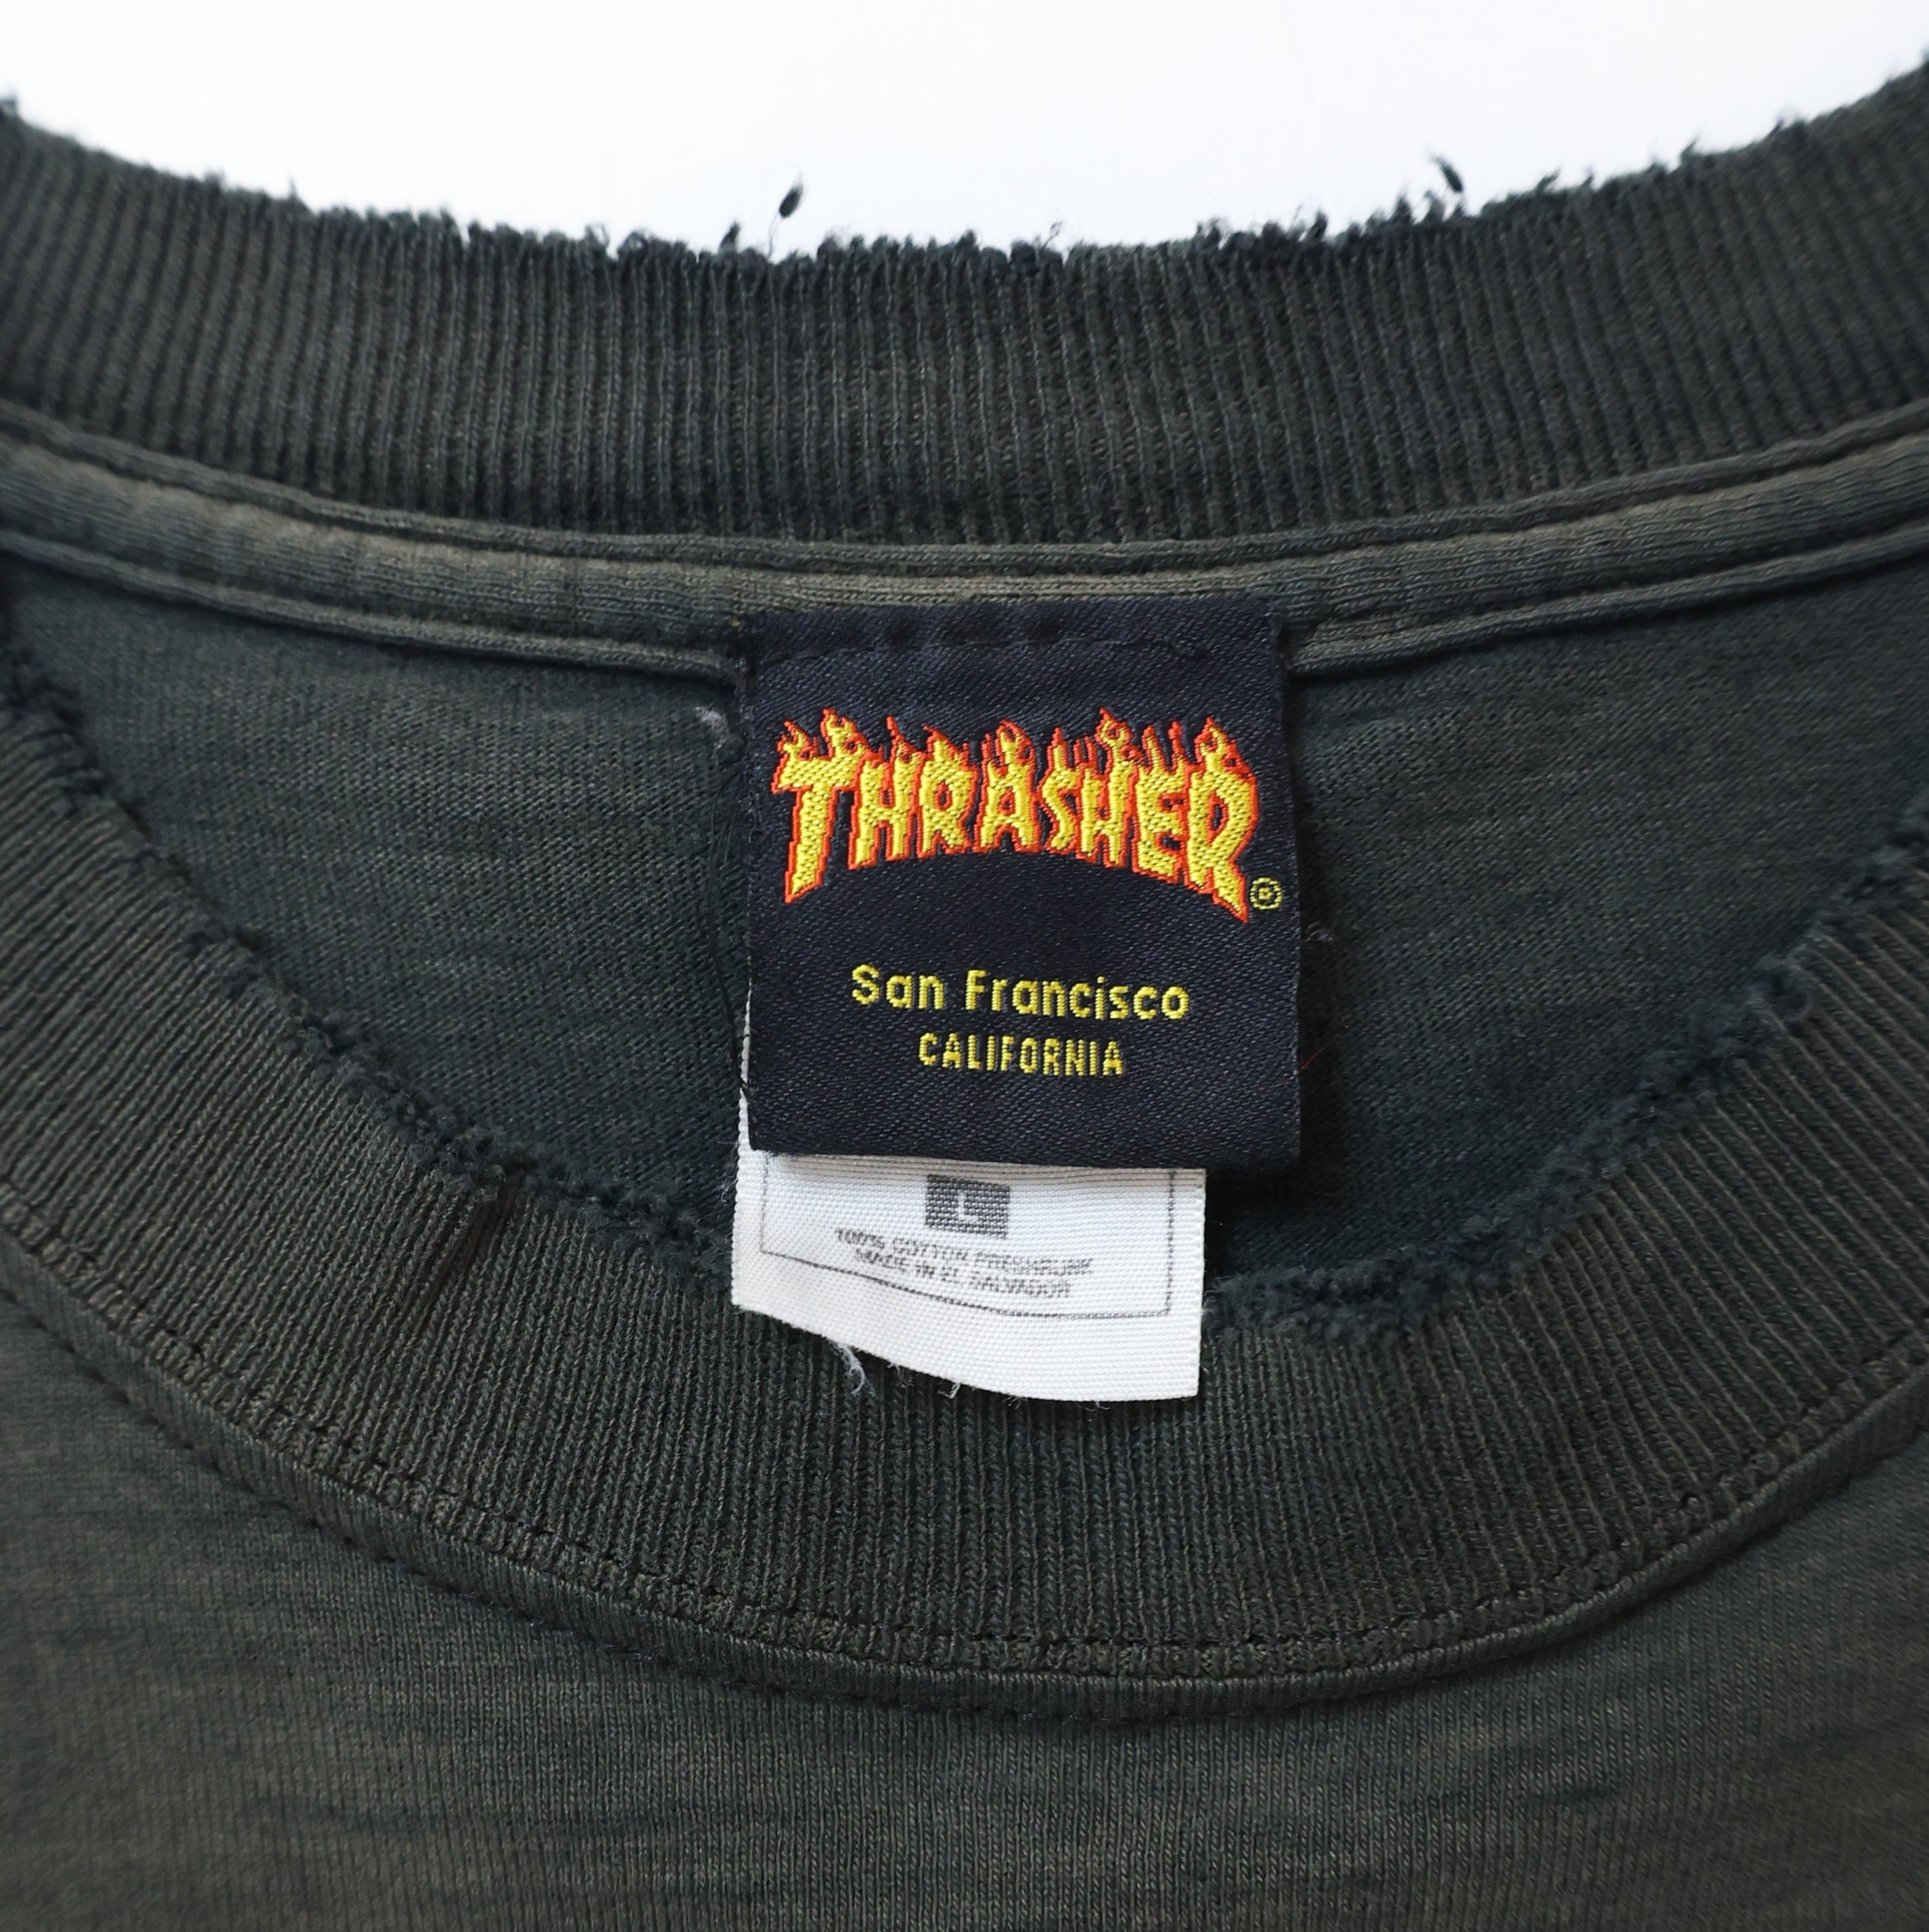 THRASHER®
San Francisco
CALIFORNIA
L
100% COTTON PRESHRUNK
MADE IN EL SALVADOR